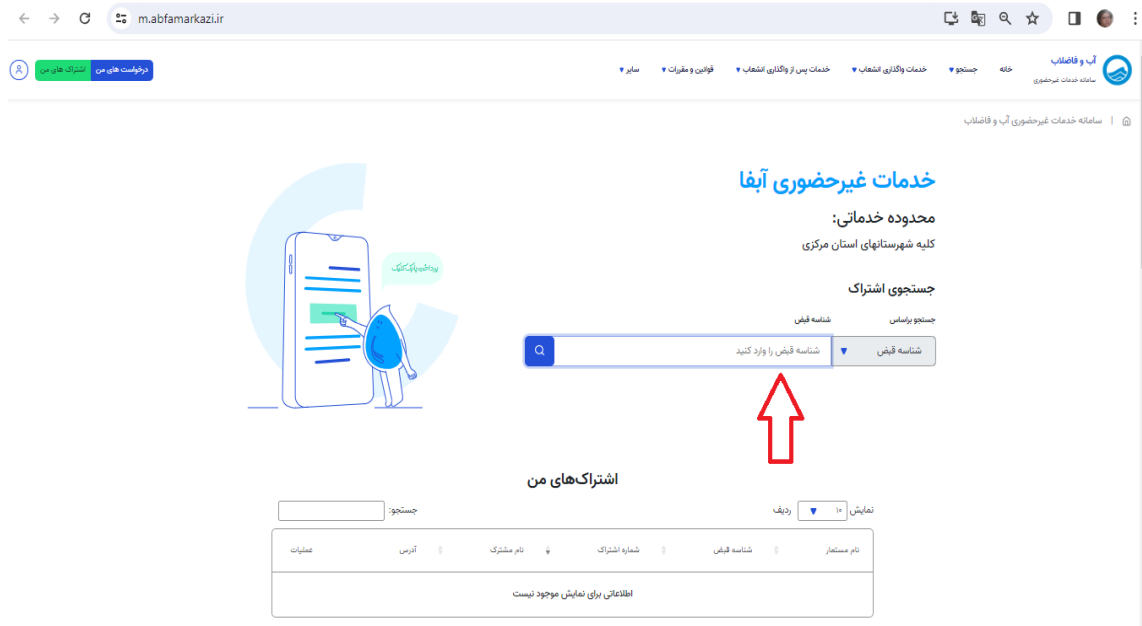 m.abfamarkazi.ir
آب و فاضلاب
سامانه خدمات غیرحضوری
خانه
جستجو
خدمات واگذاری انشعاب
خدمات پس از واگذاری انشعاب
قوانین و مقررات
سایر
درخواست های من
اشتراک های من
سامانه خدمات غیرحضوری آب و فاضلاب
خدمات غیرحضوری آبفا
محدوده خدماتی:
کلیه شهرستانهای استان مرکزی
جستجوی اشتراک
جستجو براساس
شناسه قبض
شناسه قبض
شناسه قبض را وارد کنید
اشتراک‌های من
نمایش ۱۰ ردیف
جستجو:
نام مستعار شناسه قبض شماره اشتراک نام مشترک آدرس عملیات
اطلاعاتی برای نمایش موجود نیست